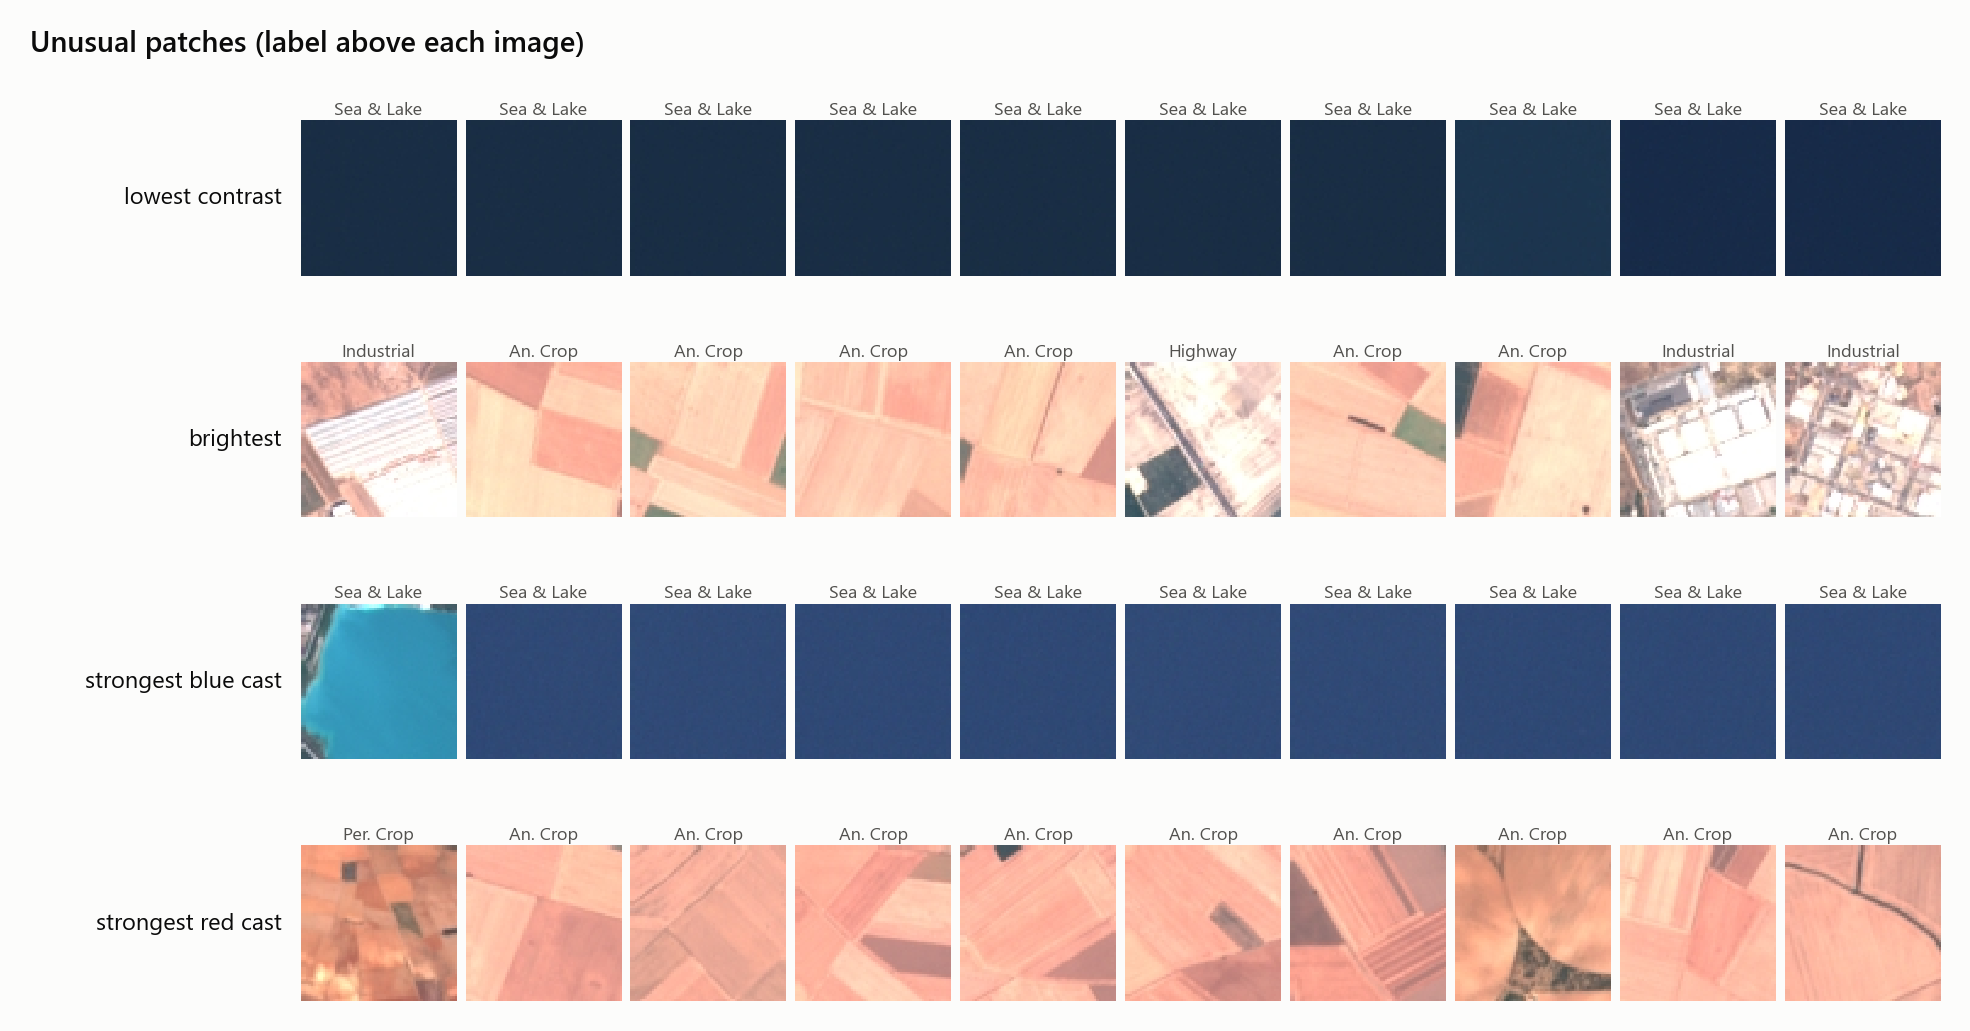 Unusual patches (label above each image)
Sea & Lake Sea & Lake Sea & Lake Sea & Lake Sea & Lake Sea & Lake Sea & Lake Sea & Lake Sea & Lake Sea & Lake
lowest contrast
Industrial An. Crop An. Crop An. Crop An. Crop Highway An. Crop An. Crop Industrial Industrial
brightest
Sea & Lake Sea & Lake Sea & Lake Sea & Lake Sea & Lake Sea & Lake Sea & Lake Sea & Lake Sea & Lake Sea & Lake
strongest blue cast
Per. Crop An. Crop An. Crop An. Crop An. Crop An. Crop An. Crop An. Crop An. Crop An. Crop
strongest red cast